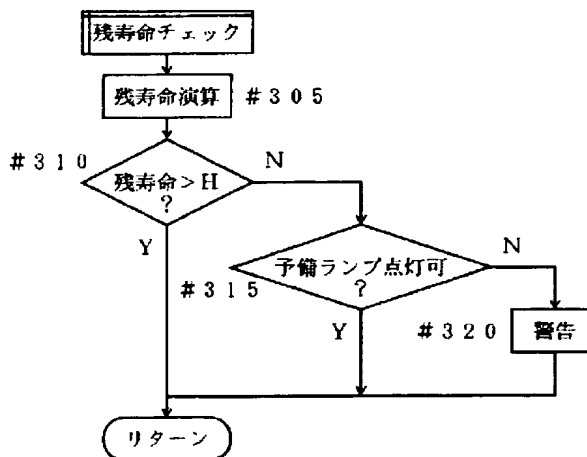 残寿命チェック
残寿命演算 #305
#310
残寿命>H
?
N
Y
予備ランプ点灯可
?
#315
N
Y
#320
警告
リターン